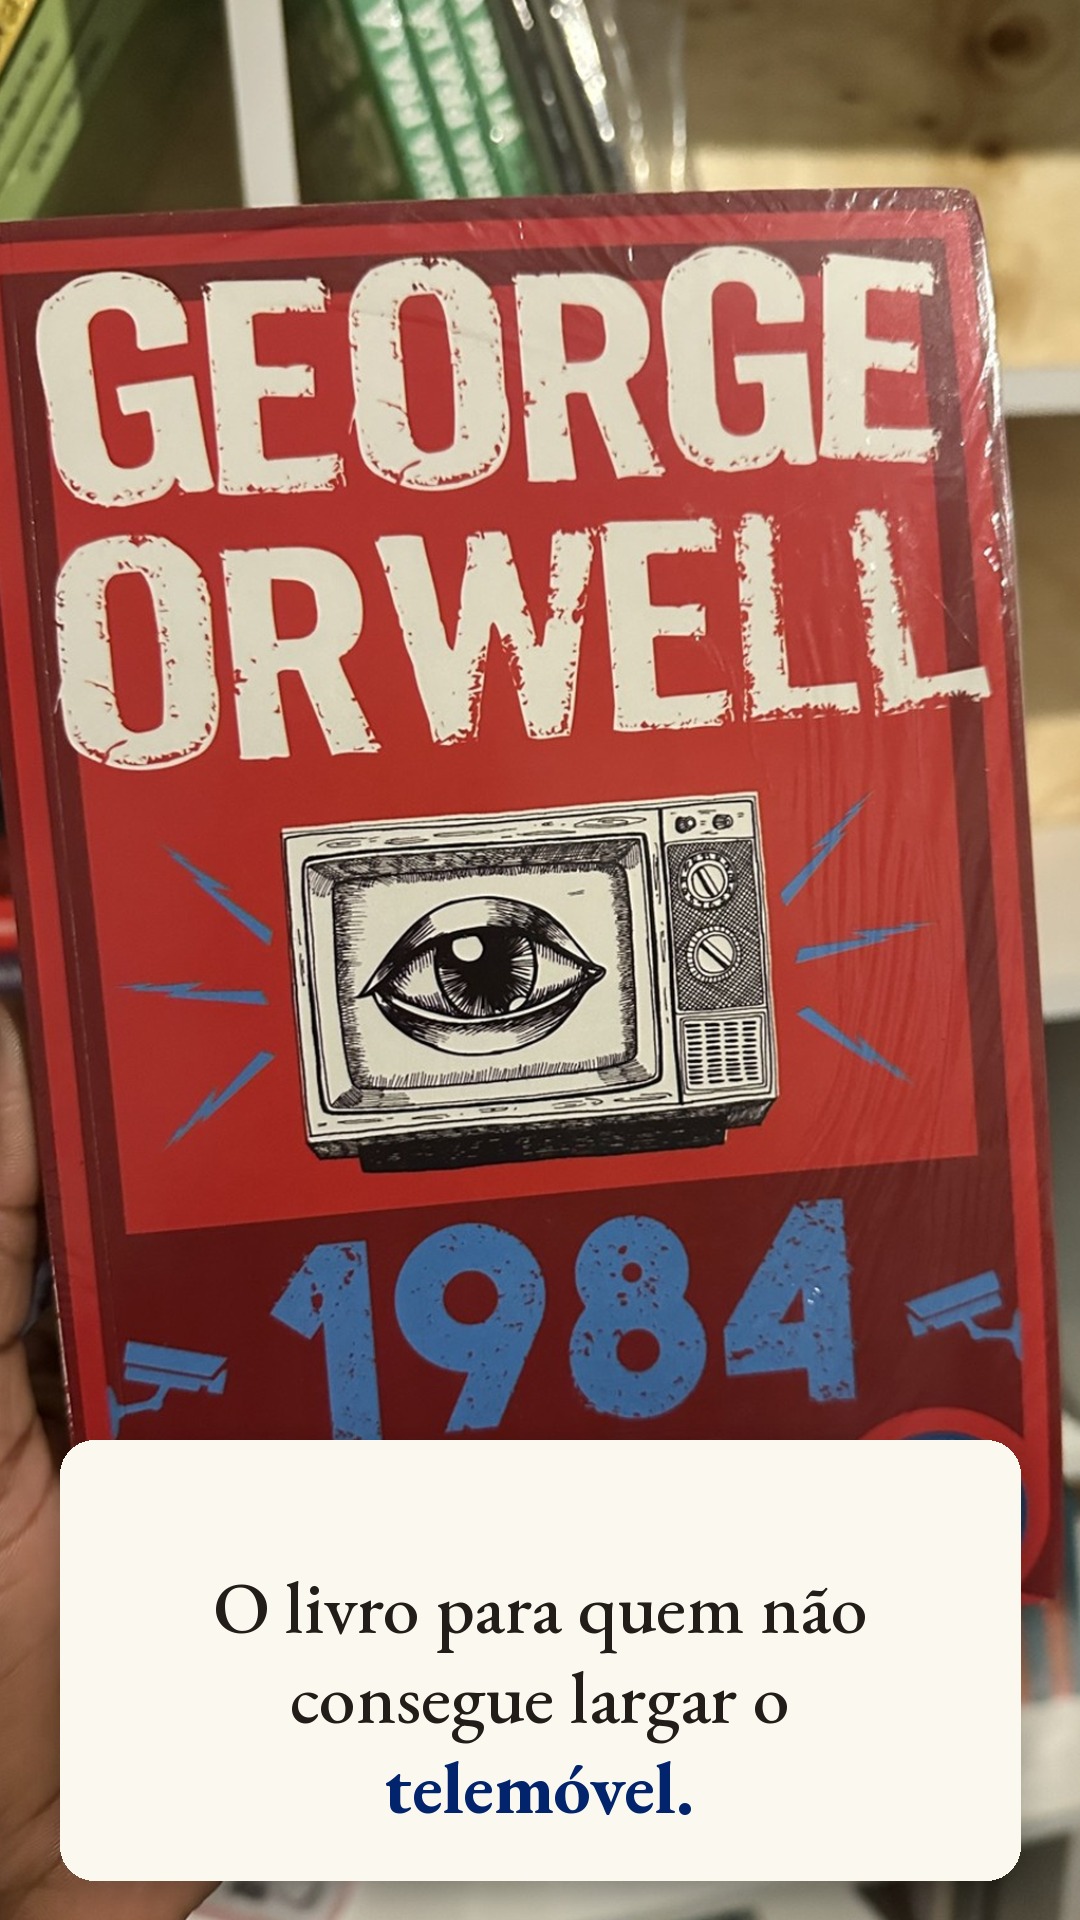 GEORGE
ORWELL
1984
O livro para quem não
consegue largar o
telemóvel.